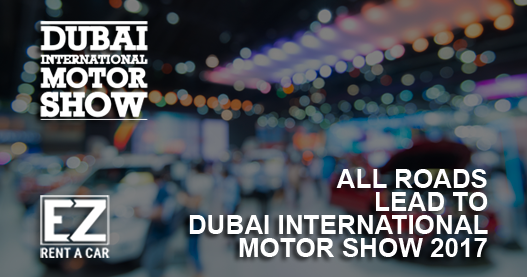 DUBAI
INTERNATIONAL
MOTOR
SHOW
ALL ROADS
LEAD TO
DUBAI INTERNATIONAL
MOTOR SHOW 2017
EZ
RENT A CAR